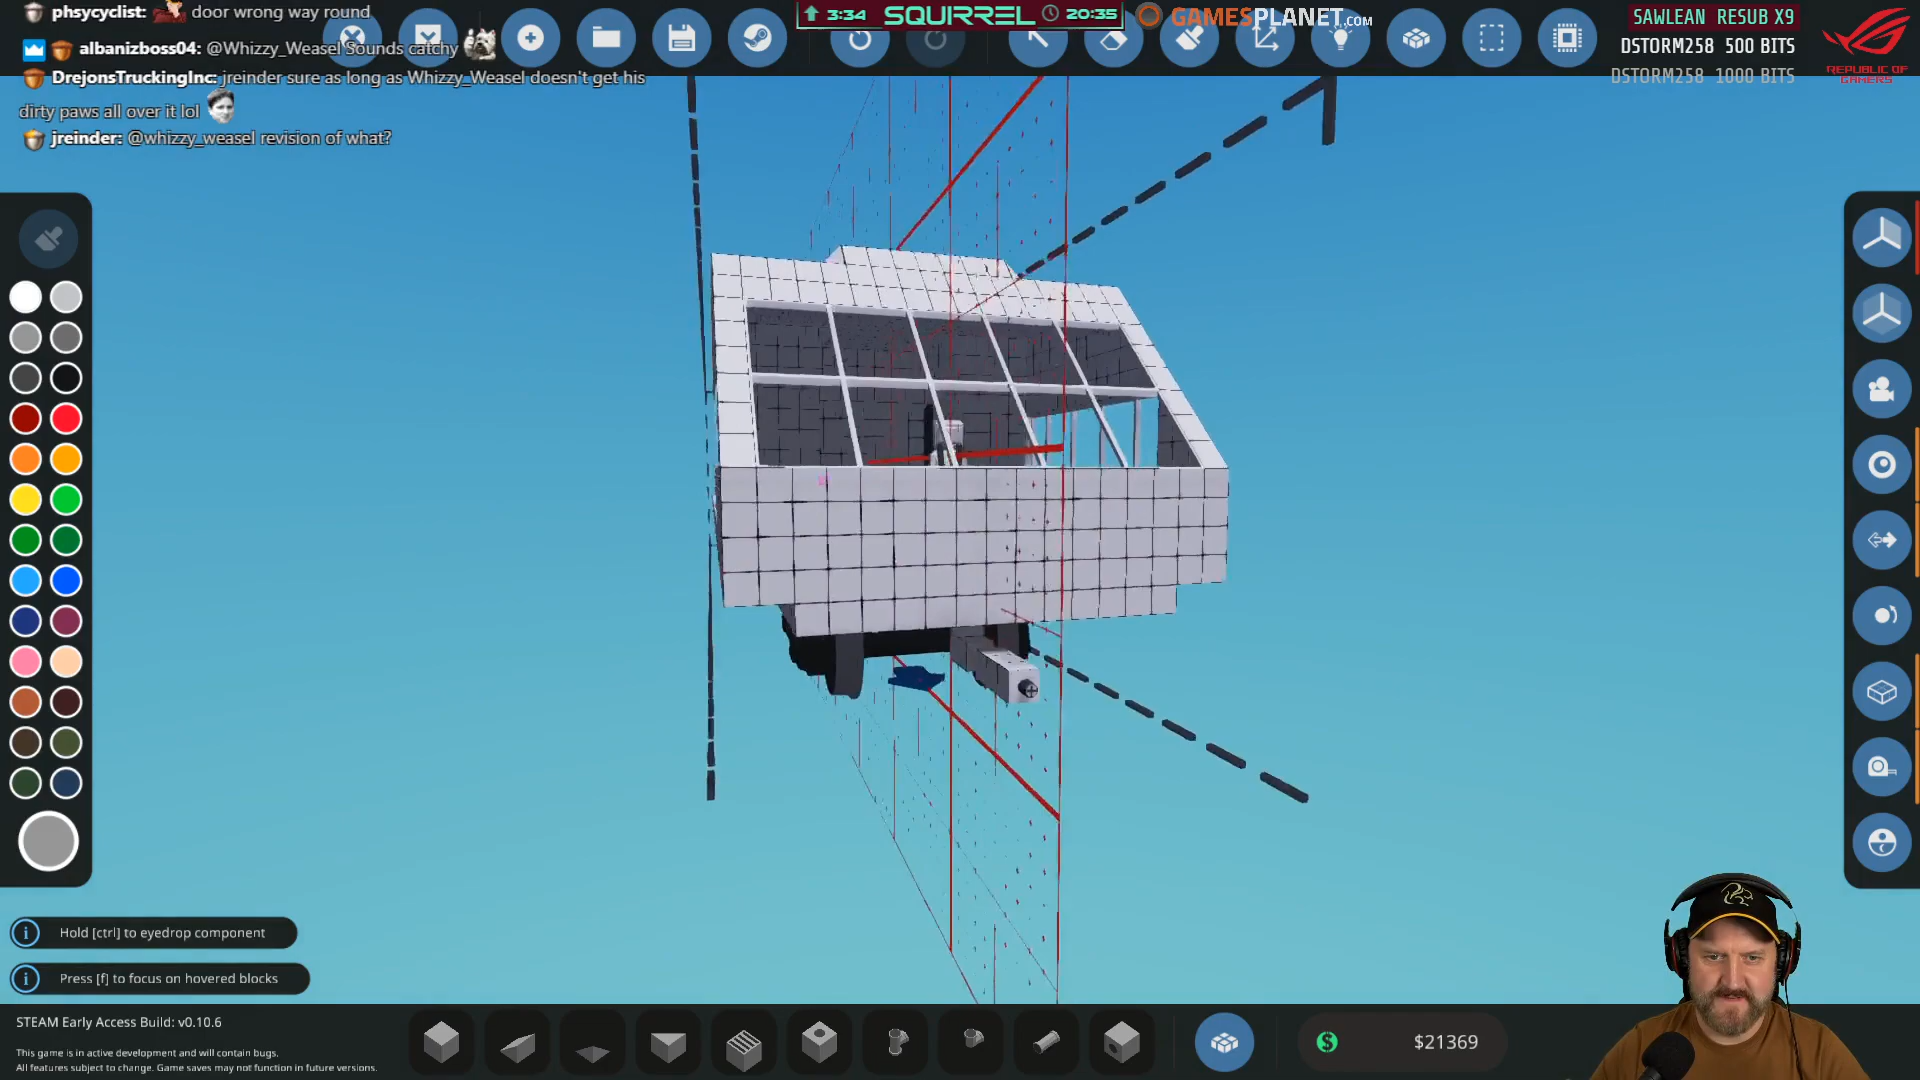 phsycyclist: door wrong way round
albanizboss04: @Whizzy_Weasel Sounds catchy
DrejonsTruckingInc: jreinder sure as long as Whizzy_Weasel doesn't get his
dirty paws all over it lol
jreinder: @whizzy_weasel revision of what?
3:34 SQUIRREL 20:35
GAMESPLANET.COM
SAWLEAN RESUB X9
DSTORM258 500 BITS
DSTORM258 1000 BITS
REPUBLIC OF
GAMERS
Hold [ctrl] to eyedrop component
Press [f] to focus on hovered blocks
STEAM Early Access Build: v0.10.6
This game is in active development and will contain bugs.
All features subject to change. Game saves may not function in future versions.
$21369